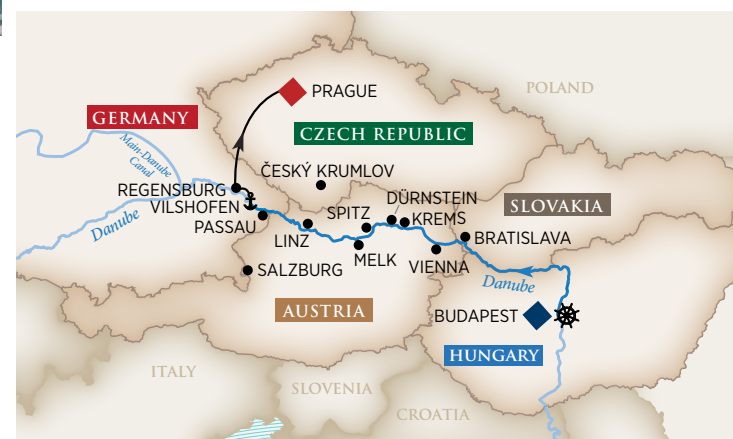 POLAND
PRAGUE
GERMANY
CZECH REPUBLIC
Main-Danube
Canal
ČESKÝ KRUMLOV
REGENSBURG
VILSHOFEN
PASSAU
Danube
DÜRNSTEIN
SPITZ
KREMS
SLOVAKIA
LINZ
BRATISLAVA
MELK
VIENNA
SALZBURG
Danube
AUSTRIA
BUDAPEST
HUNGARY
ITALY
SLOVENIA
CROATIA